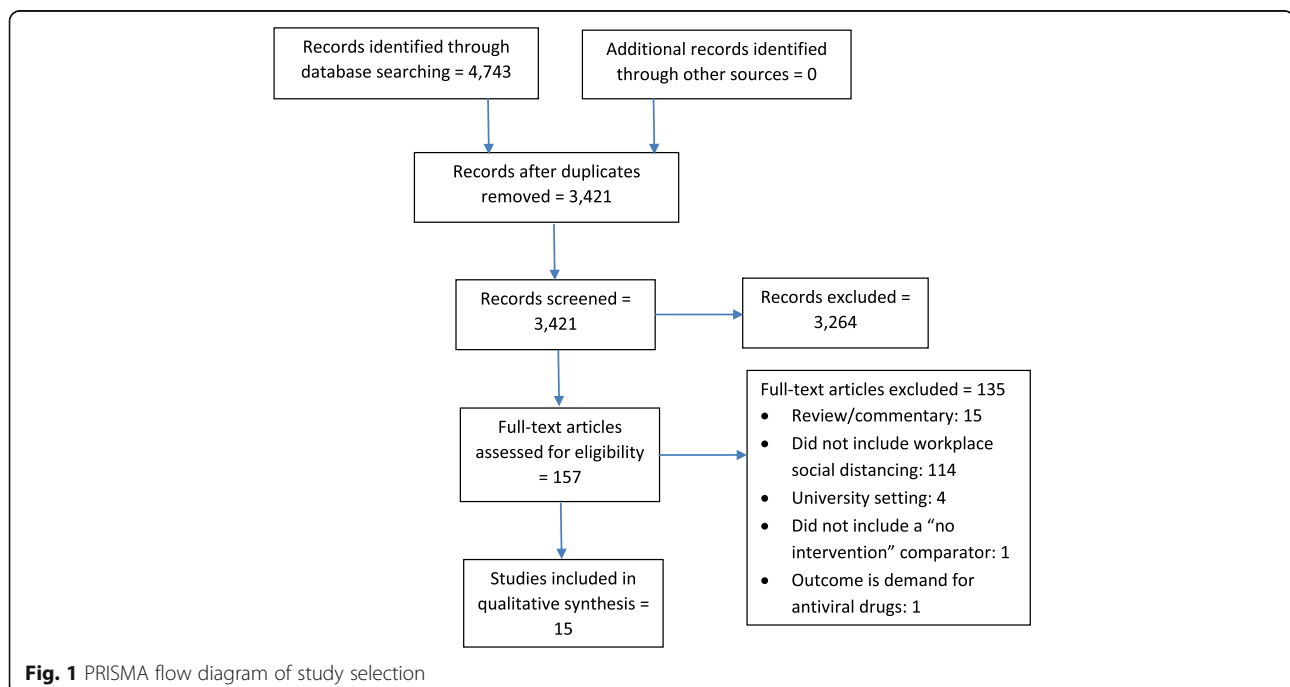 Records identified through
database searching = 4,743
Additional records identified
through other sources = 0
Records after duplicates
removed = 3,421
Records screened =
3,421
Records excluded =
3,264
Full-text articles
assessed for eligibility
= 157
Full-text articles excluded = 135
• Review/commentary: 15
• Did not include workplace
social distancing: 114
• University setting: 4
• Did not include a “no
intervention” comparator: 1
• Outcome is demand for
antiviral drugs: 1
Studies included in
qualitative synthesis =
15
Fig. 1 PRISMA flow diagram of study selection